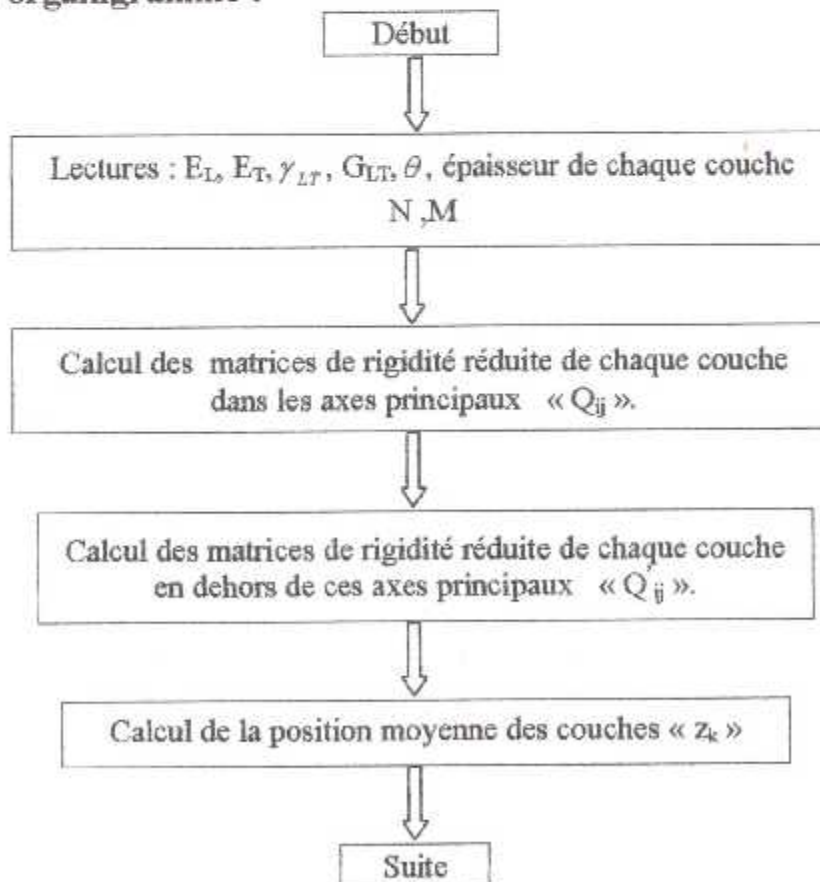 organigramme :
Début
Lectures : E_L, E_T, γ_LT, G_LT, θ, épaisseur de chaque couche
N ,M
Calcul des matrices de rigidité réduite de chaque couche
dans les axes principaux « Q_ij ».
Calcul des matrices de rigidité réduite de chaque couche
en dehors de ces axes principaux « Q'_ij ».
Calcul de la position moyenne des couches « z_k »
Suite